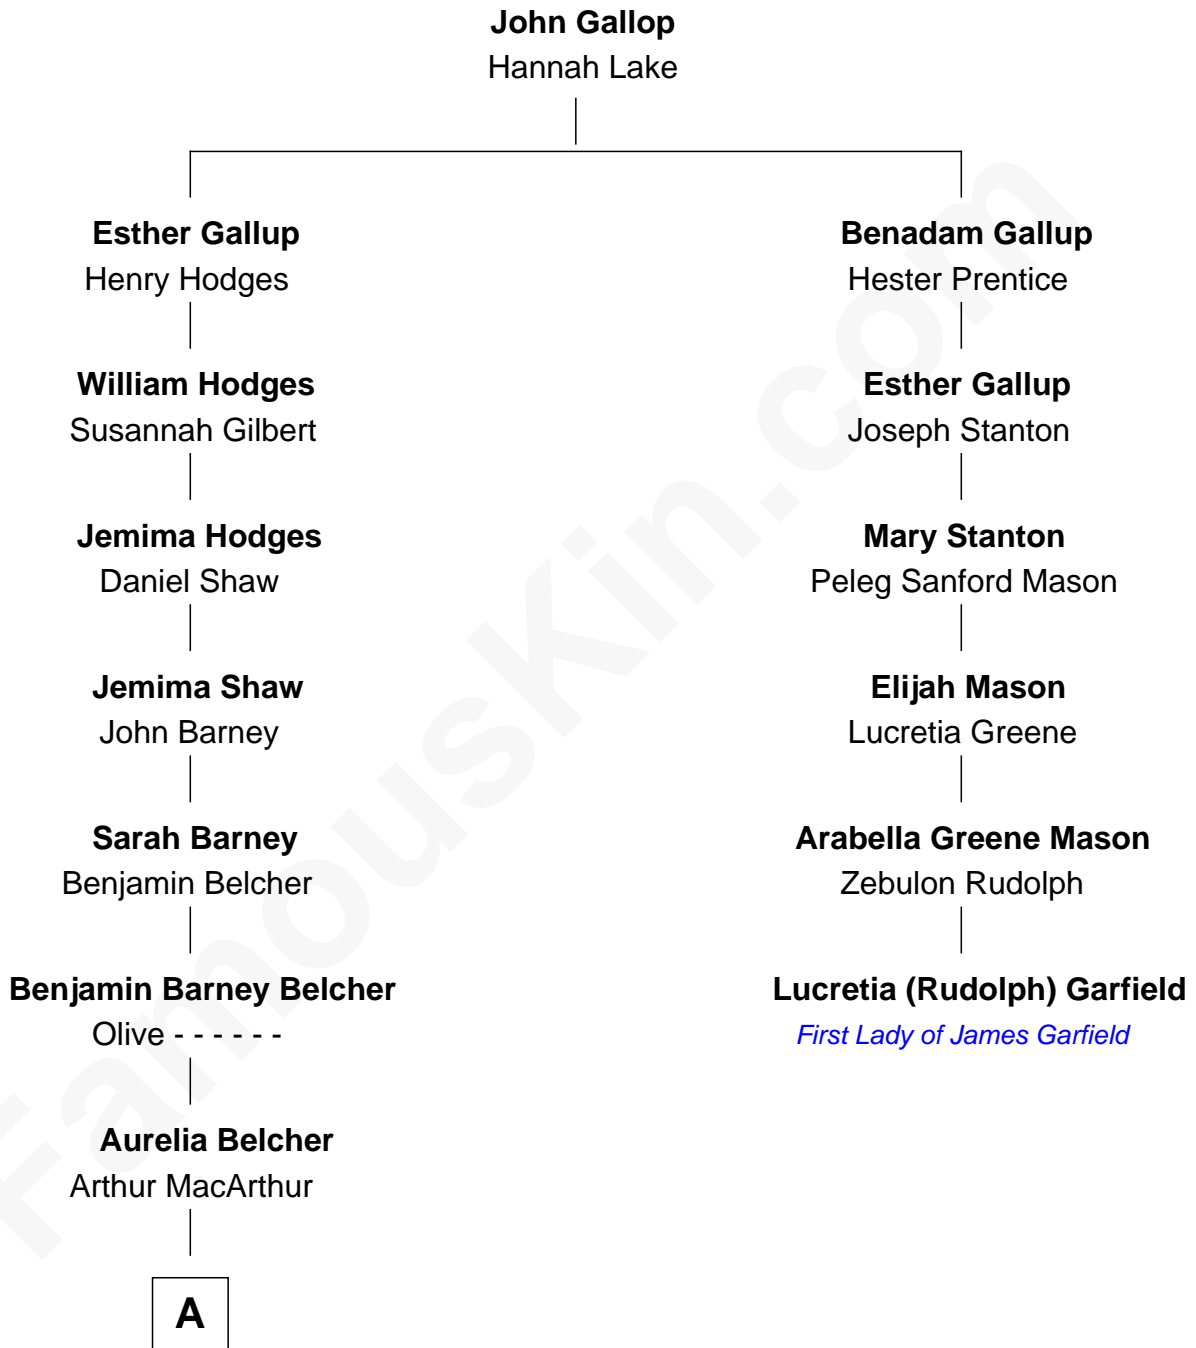 John Gallop
Hannah Lake
Esther Gallup
Henry Hodges
William Hodges
Susannah Gilbert
Jemima Hodges
Daniel Shaw
Jemima Shaw
John Barney
Sarah Barney
Benjamin Belcher
Benjamin Barney Belcher
Olive - - - - - -
Aurelia Belcher
Arthur MacArthur
A
Benadam Gallup
Hester Prentice
Esther Gallup
Joseph Stanton
Mary Stanton
Peleg Sanford Mason
Elijah Mason
Lucretia Greene
Arabella Greene Mason
Zebulon Rudolph
Lucretia (Rudolph) Garfield
First Lady of James Garfield
FamousKin.com